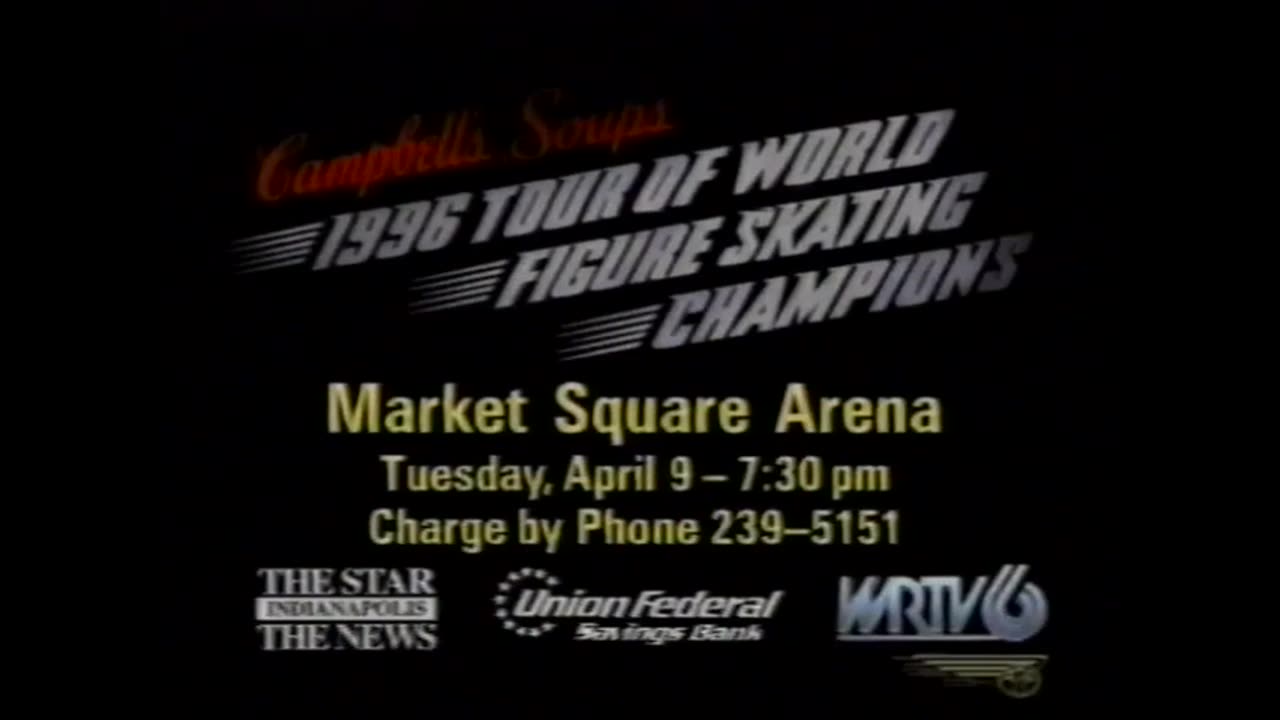 Campbell's Soups
1996 TOUR OF WORLD
FIGURE SKATING
CHAMPIONS
Market Square Arena
Tuesday, April 9 – 7:30 pm
Charge by Phone 239–5151
THE STAR
INDIANAPOLIS
THE NEWS
Union Federal
Savings Bank
WRTV6